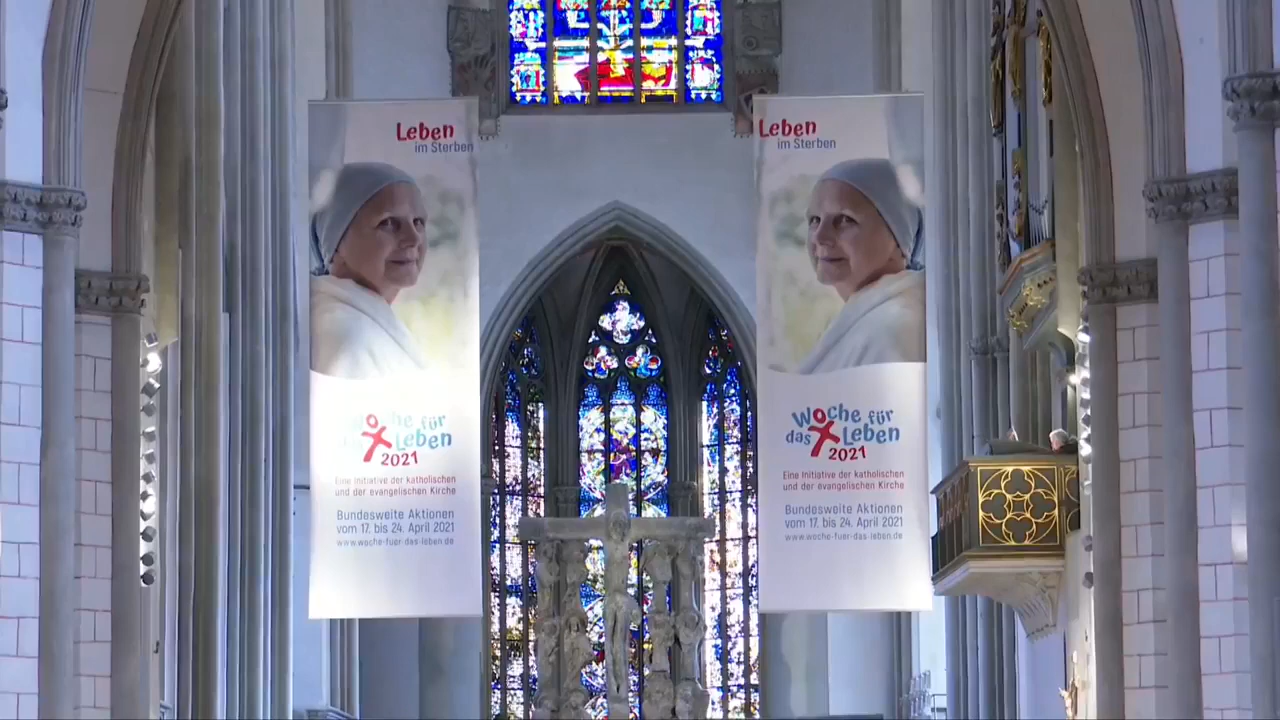 Leben
im Sterben
Woche für
das Leben
2021
Eine Initiative der katholischen
und der evangelischen Kirche
Bundesweite Aktionen
vom 17. bis 24. April 2021
www.woche-fuer-das-leben.de
Leben
im Sterben
Woche für
das Leben
2021
Eine Initiative der katholischen
und der evangelischen Kirche
Bundesweite Aktionen
vom 17. bis 24. April 2021
www.woche-fuer-das-leben.de